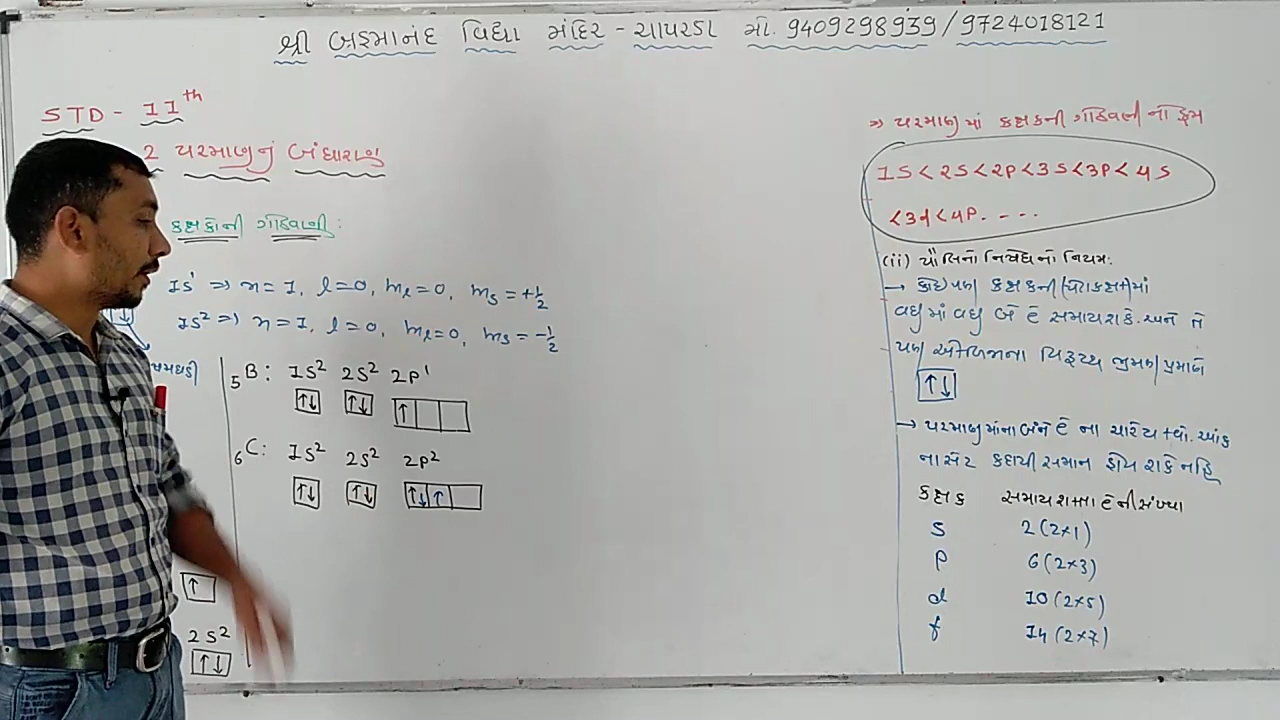 શ્રી બ્રહ્માનંદ વિદ્યા મંદિર - ચાપરડા મો. 9409298939 / 9724018121
STD - 11th
2 પરમાણુનું બંધારણ
કક્ષકોની ગોઠવણી:
1s¹ ⇒ n=1, l=0, mₗ=0, mₛ=+1/2
1s² ⇒ n=1, l=0, mₗ=0, mₛ=-1/2
₅B: 1s² 2s² 2p¹
↑↓ ↑↓ ↑
₆C: 1s² 2s² 2p²
↑↓ ↑↓ ↑↓ ↑
↑
2s²
↑↓
⇒ પરમાણુમાં કક્ષકની ગોઠવણીનો ક્રમ
1s < 2s < 2p < 3s < 3p < 4s
< 3d < 4p. - - .
(ii) પૌલિનો નિષેધનો નિયમ:
→ કોઈપણ કક્ષકની (પેટાકક્ષ)માં
વધુમાં વધુ બે e̅ સમાય શકે. અને તે
પણ એકબીજાના વિરૂધ્ધ ભ્રમણ પ્રમાણે
↑↓
→ પરમાણુમાંના બંને e̅ ના ચારેય ક્વો. આંક
ના સેટ કદાપી સમાન હોય શકે નહિ
કક્ષક સમાય શકતા e̅ ની સંખ્યા
s 2 (2×1)
p 6 (2×3)
d 10 (2×5)
f 14 (2×7)